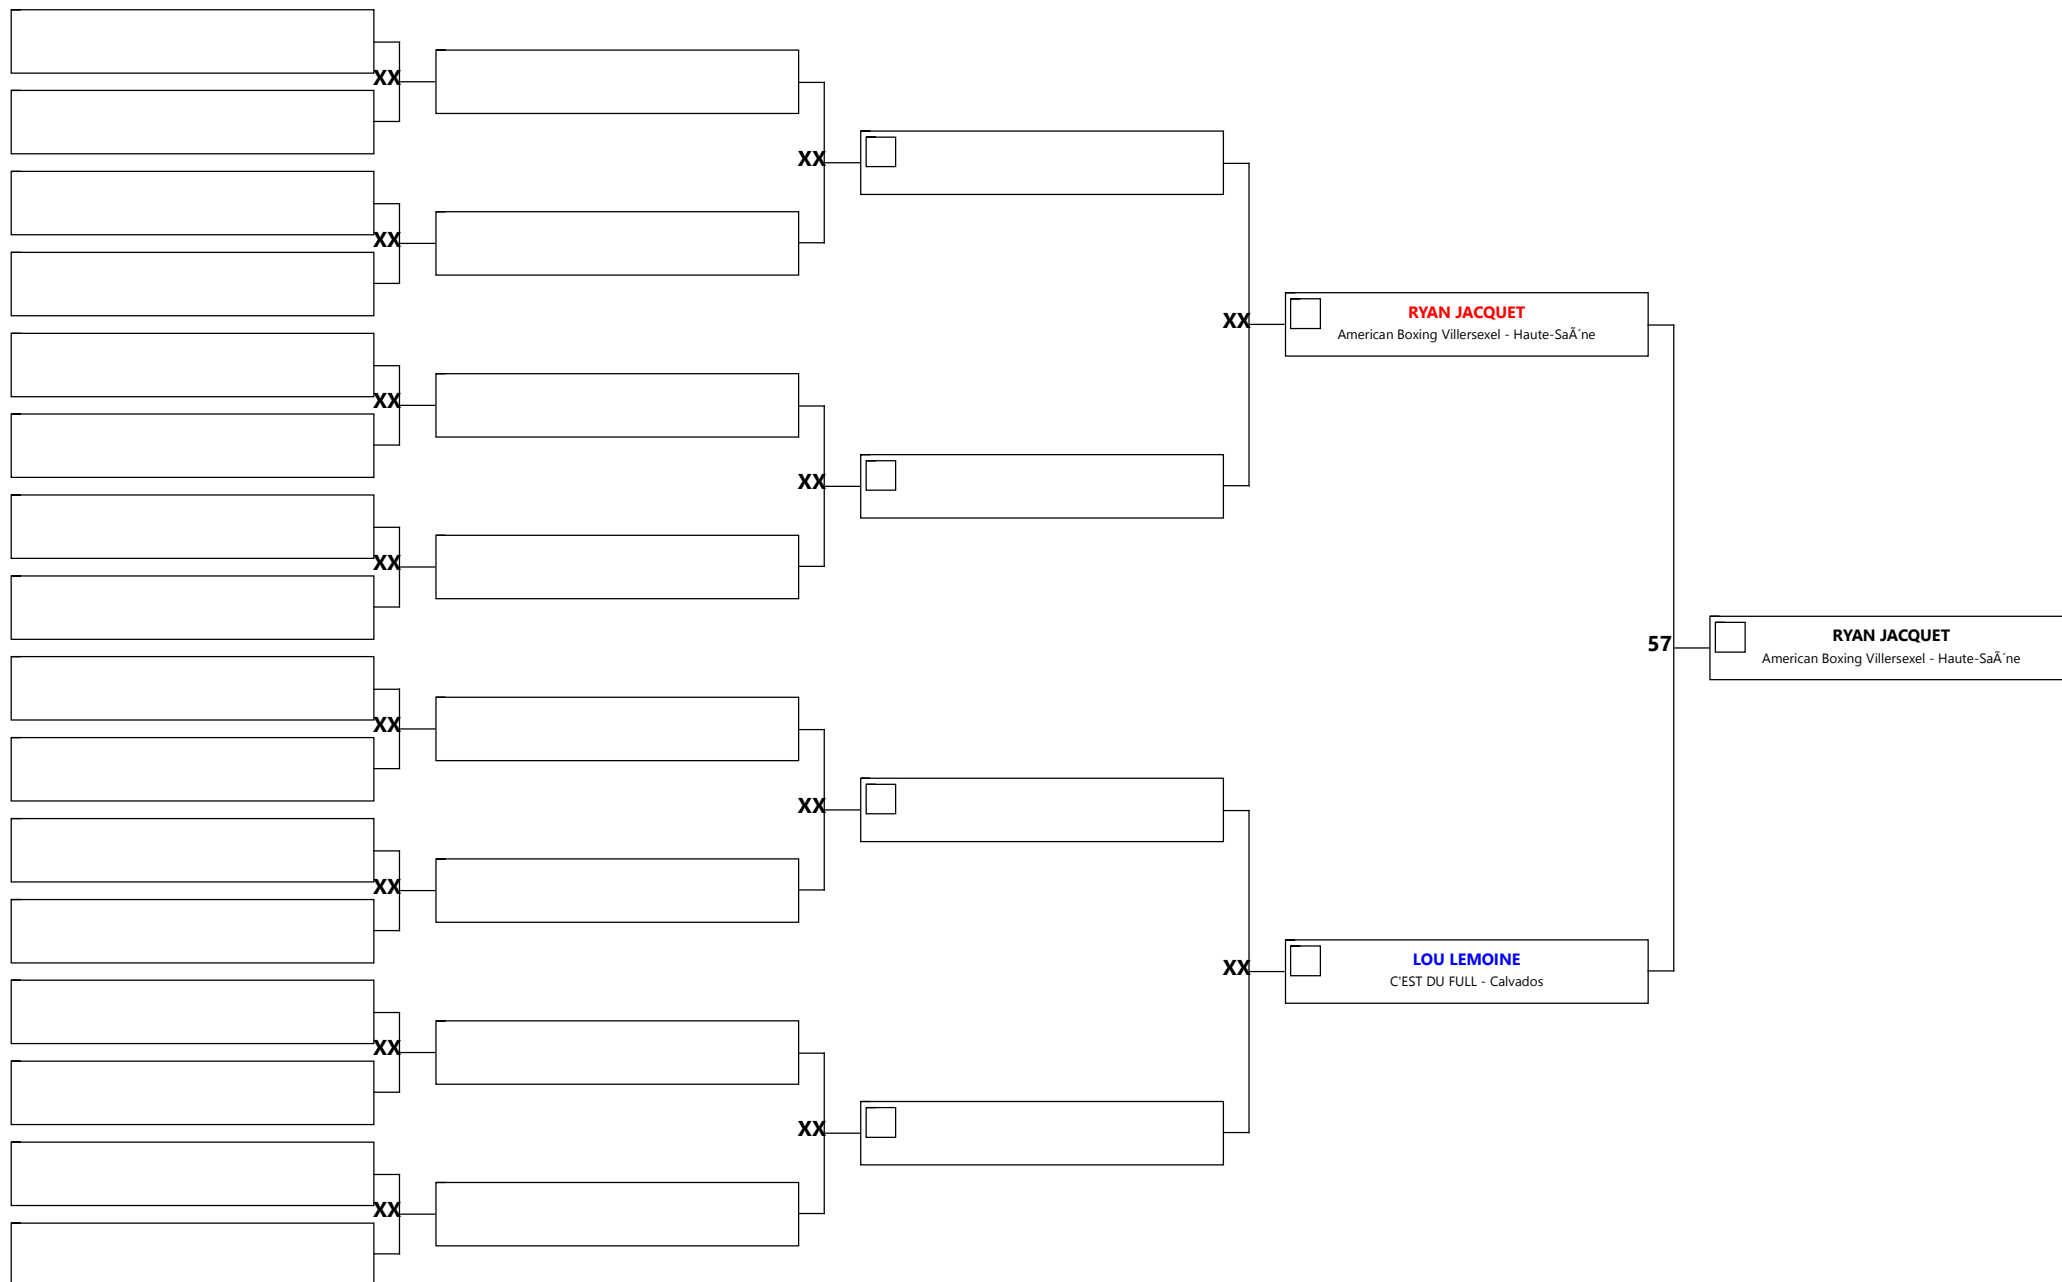 XX
XX
XX
XX
XX
XX
XX
XX
XX
XX
XX
XX
XX
RYAN JACQUET
American Boxing Villersexel - Haute-SaÃ´ne
XX
LOU LEMOINE
C'EST DU FULL - Calvados
57
RYAN JACQUET
American Boxing Villersexel - Haute-SaÃ´ne